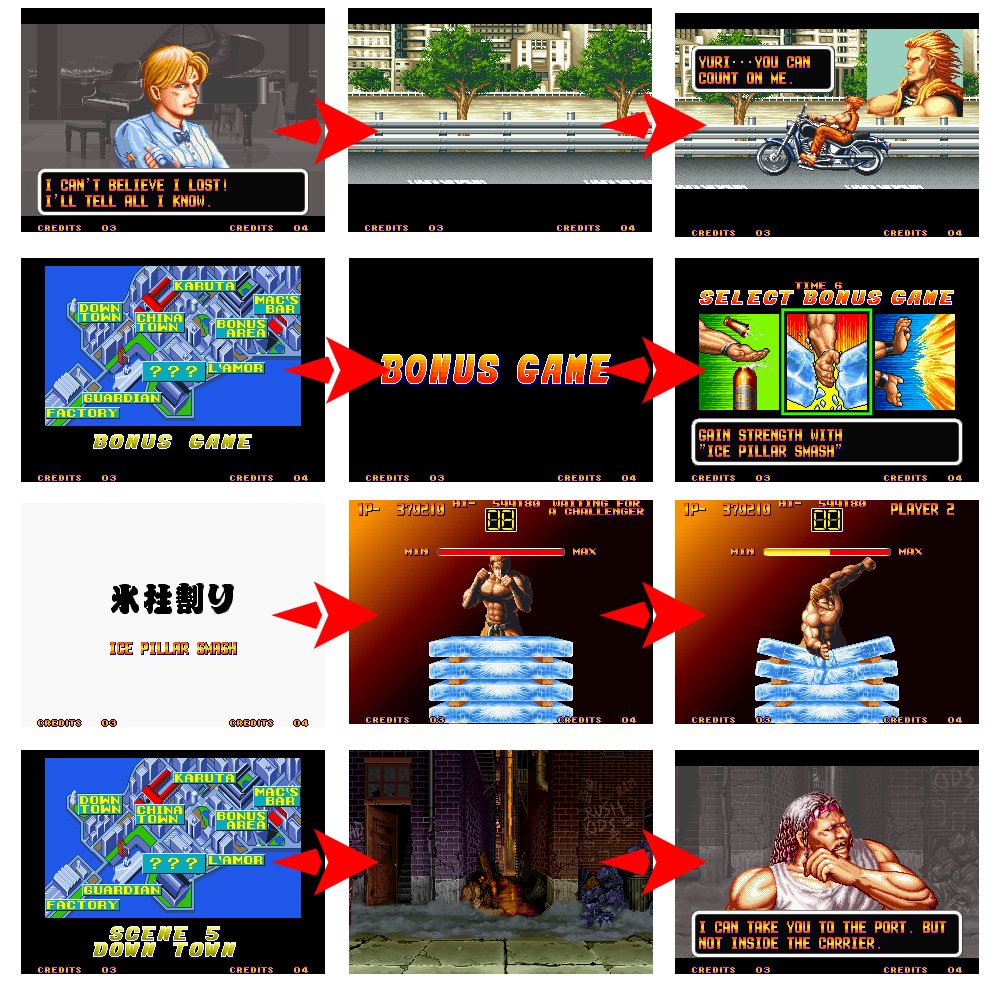 I CAN'T BELIEVE I LOST!
I'LL TELL ALL I KNOW.
CREDITS 03 CREDITS 04
CREDITS 03 CREDITS 04
YURI···YOU CAN
COUNT ON ME.
CREDITS 03 CREDITS 04
KARUTA
MAC'S
BAR
DOWN
TOWN
CHINA
TOWN
BONUS
AREA
???
L'AMOR
GUARDIAN
FACTORY
BONUS GAME
CREDITS 03 CREDITS 04
BONUS GAME
CREDITS 03 CREDITS 04
TIME 6
SELECT BONUS GAME
GAIN STRENGTH WITH
"ICE PILLAR SMASH"
CREDITS 03 CREDITS 04
氷柱割り
ICE PILLAR SMASH
CREDITS 03 CREDITS 04
1P- 370210 HI- 599180 WAITING FOR
A CHALLENGER
08
MIN MAX
CREDITS 03 CREDITS 04
1P- 370210 HI- 599180 PLAYER 2
MIN MAX
CREDITS 03 CREDITS 04
KARUTA
MAC'S
BAR
DOWN
TOWN
CHINA
TOWN
BONUS
AREA
???
L'AMOR
GUARDIAN
FACTORY
SCENE 5
DOWN TOWN
CREDITS 03 CREDITS 04
I CAN TAKE YOU TO THE PORT. BUT
NOT INSIDE THE CARRIER.
CREDITS 03 CREDITS 04